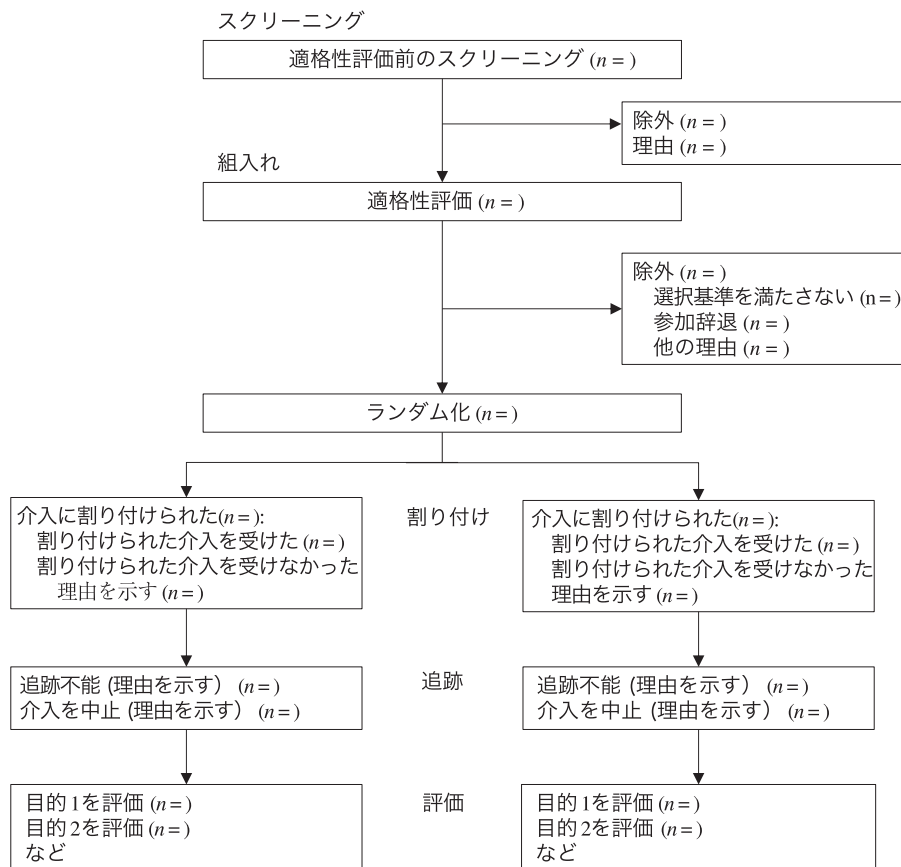 スクリーニング
適格性評価前のスクリーニング (n = )
除外 (n = )
理由 (n = )
組入れ
適格性評価 (n = )
除外 (n = )
選択基準を満たさない (n = )
参加辞退 (n = )
他の理由 (n = )
ランダム化 (n = )
割り付け
介入に割り付けられた(n = ):
割り付けられた介入を受けた (n = )
割り付けられた介入を受けなかった
理由を示す (n = )
介入に割り付けられた(n = ):
割り付けられた介入を受けた (n = )
割り付けられた介入を受けなかった
理由を示す (n = )
追跡
追跡不能 (理由を示す) (n = )
介入を中止 (理由を示す) (n = )
追跡不能 (理由を示す) (n = )
介入を中止 (理由を示す) (n = )
評価
目的1を評価 (n = )
目的2を評価 (n = )
など
目的1を評価 (n = )
目的2を評価 (n = )
など